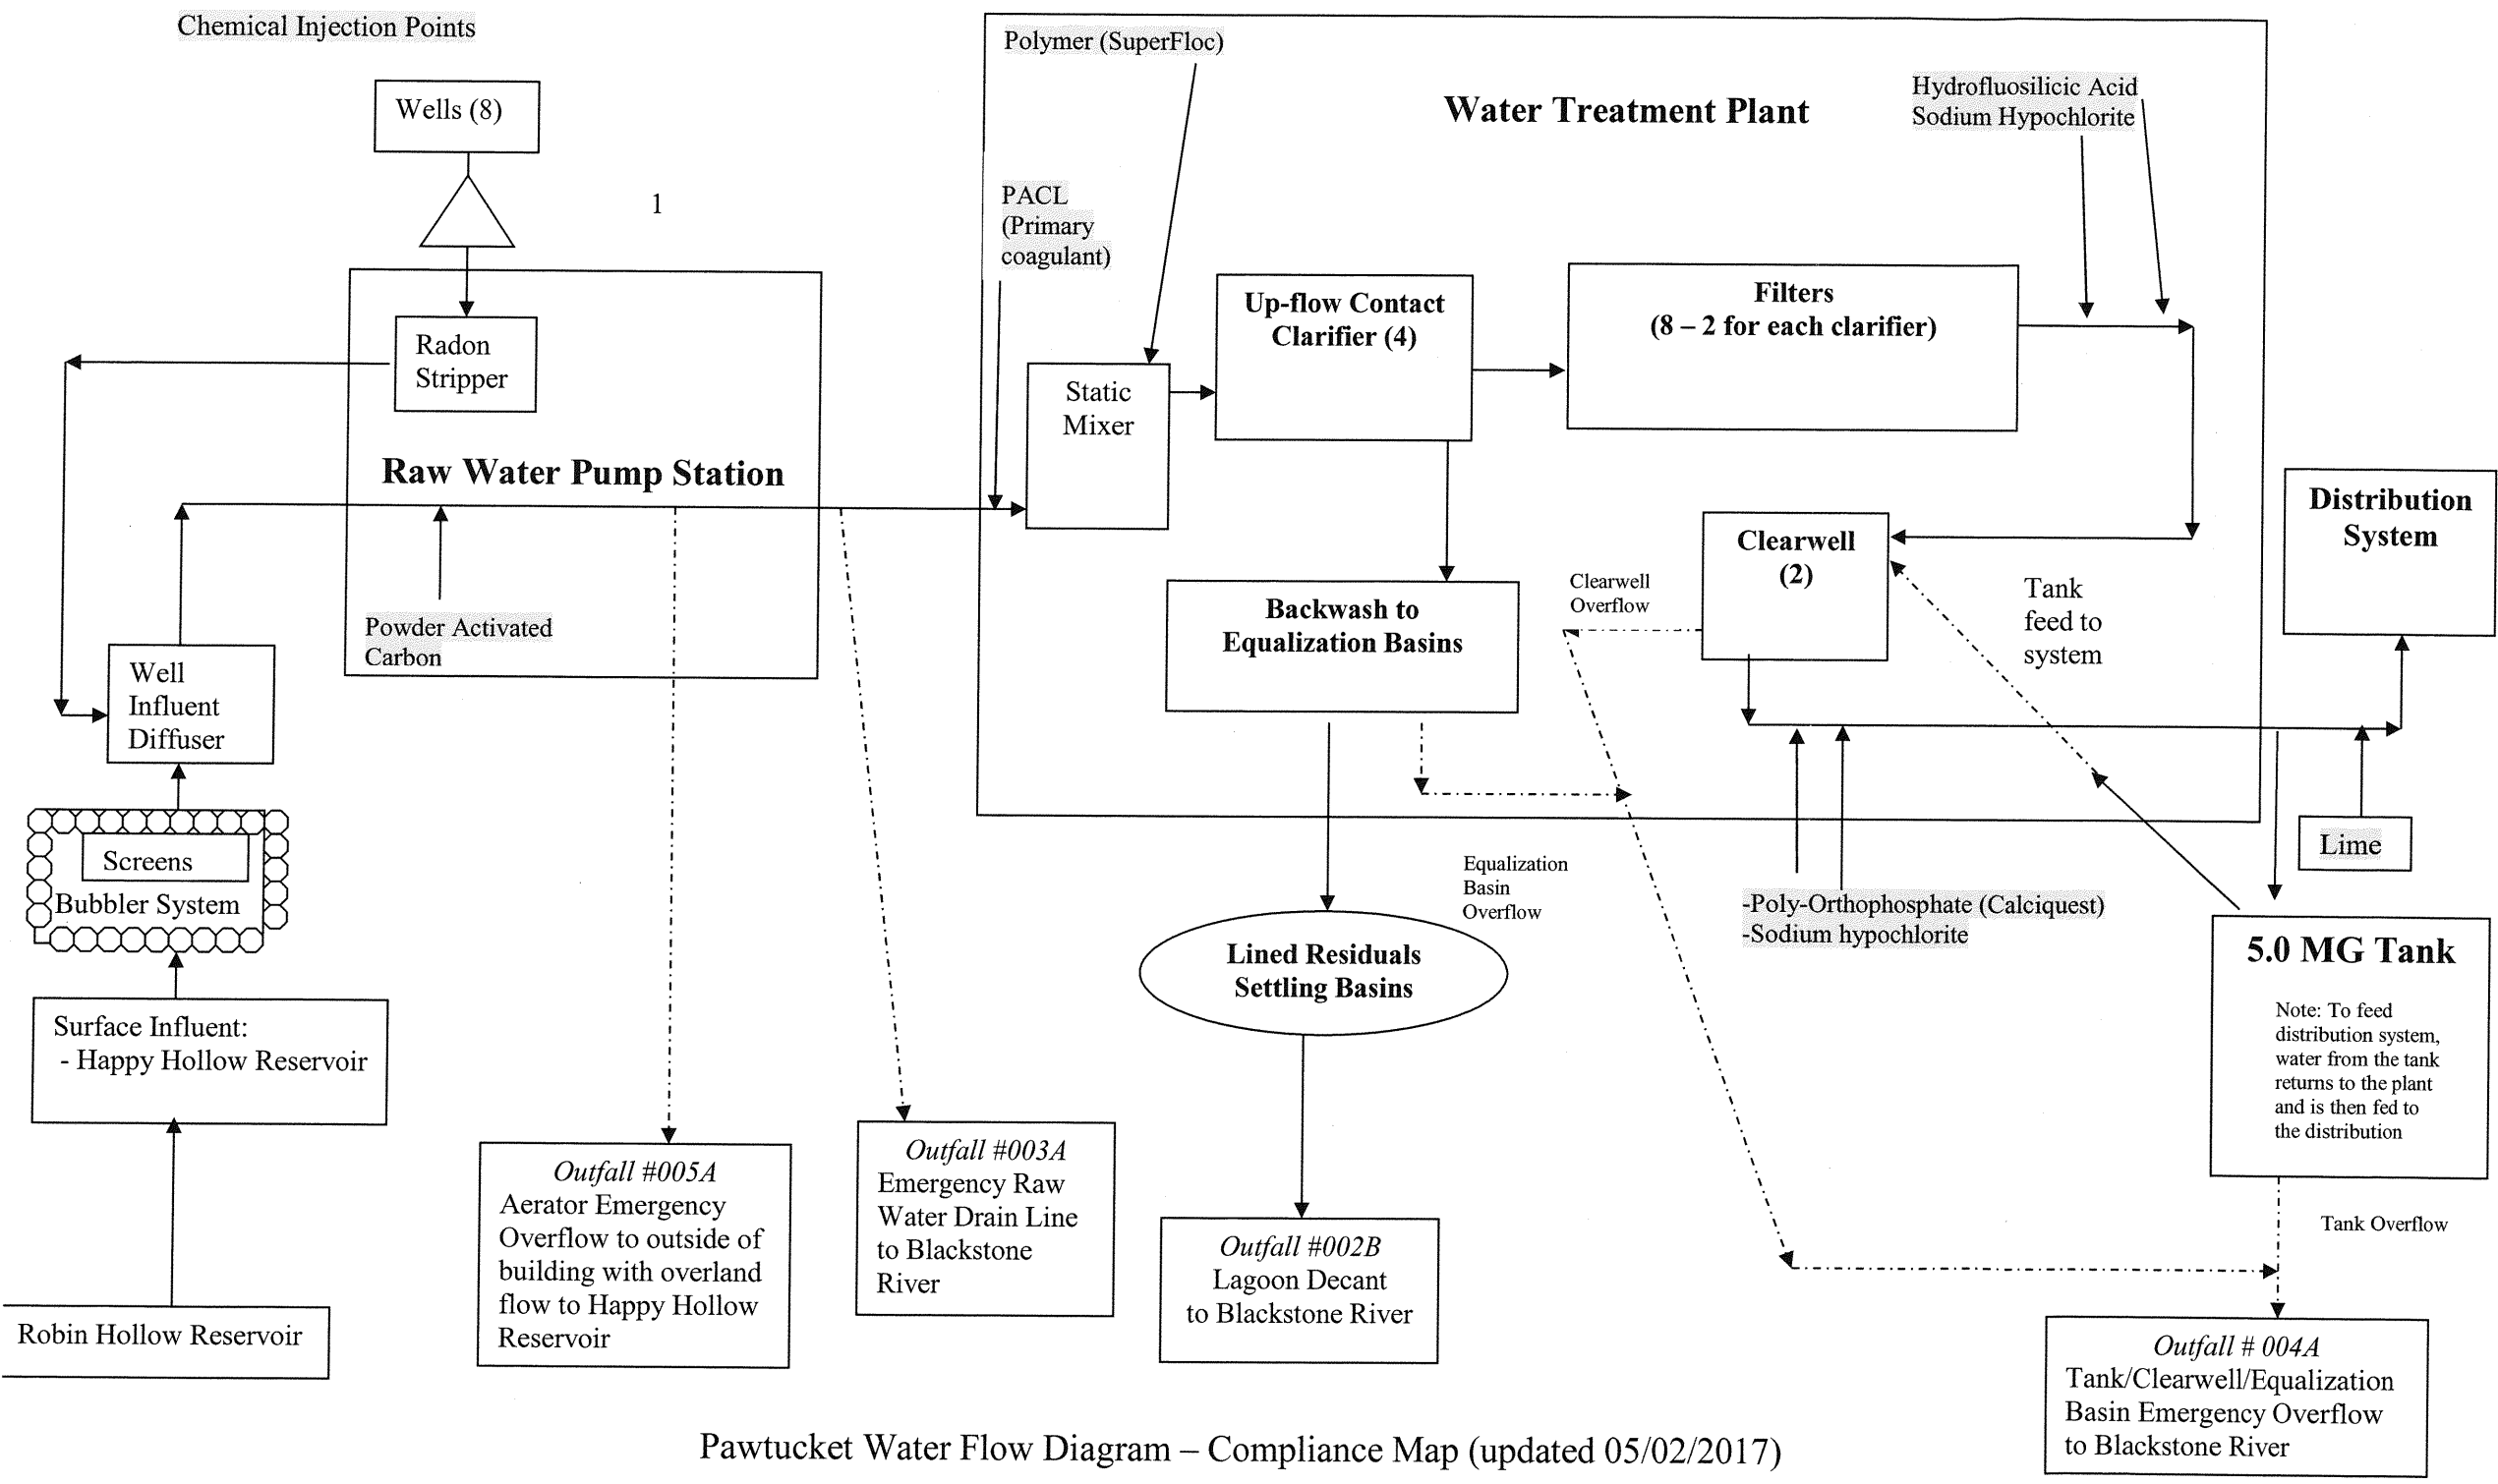 Chemical Injection Points
Wells (8)
1
Radon
Stripper
Raw Water Pump Station
Powder Activated
Carbon
Well
Influent
Diffuser
Screens
Bubbler System
Surface Influent:
- Happy Hollow Reservoir
Robin Hollow Reservoir
Polymer (SuperFloc)
Water Treatment Plant
Hydrofluosilicic Acid
Sodium Hypochlorite
PACL
(Primary
coagulant)
Static
Mixer
Up-flow Contact
Clarifier (4)
Filters
(8 – 2 for each clarifier)
Backwash to
Equalization Basins
Clearwell
Overflow
Clearwell
(2)
Tank
feed to
system
Distribution
System
Lime
Equalization
Basin
Overflow
-Poly-Orthophosphate (Calciquest)
-Sodium hypochlorite
Lined Residuals
Settling Basins
5.0 MG Tank
Note: To feed
distribution system,
water from the tank
returns to the plant
and is then fed to
the distribution
Tank Overflow
Outfall #005A
Aerator Emergency
Overflow to outside of
building with overland
flow to Happy Hollow
Reservoir
Outfall #003A
Emergency Raw
Water Drain Line
to Blackstone
River
Outfall #002B
Lagoon Decant
to Blackstone River
Outfall # 004A
Tank/Clearwell/Equalization
Basin Emergency Overflow
to Blackstone River
Pawtucket Water Flow Diagram – Compliance Map (updated 05/02/2017)